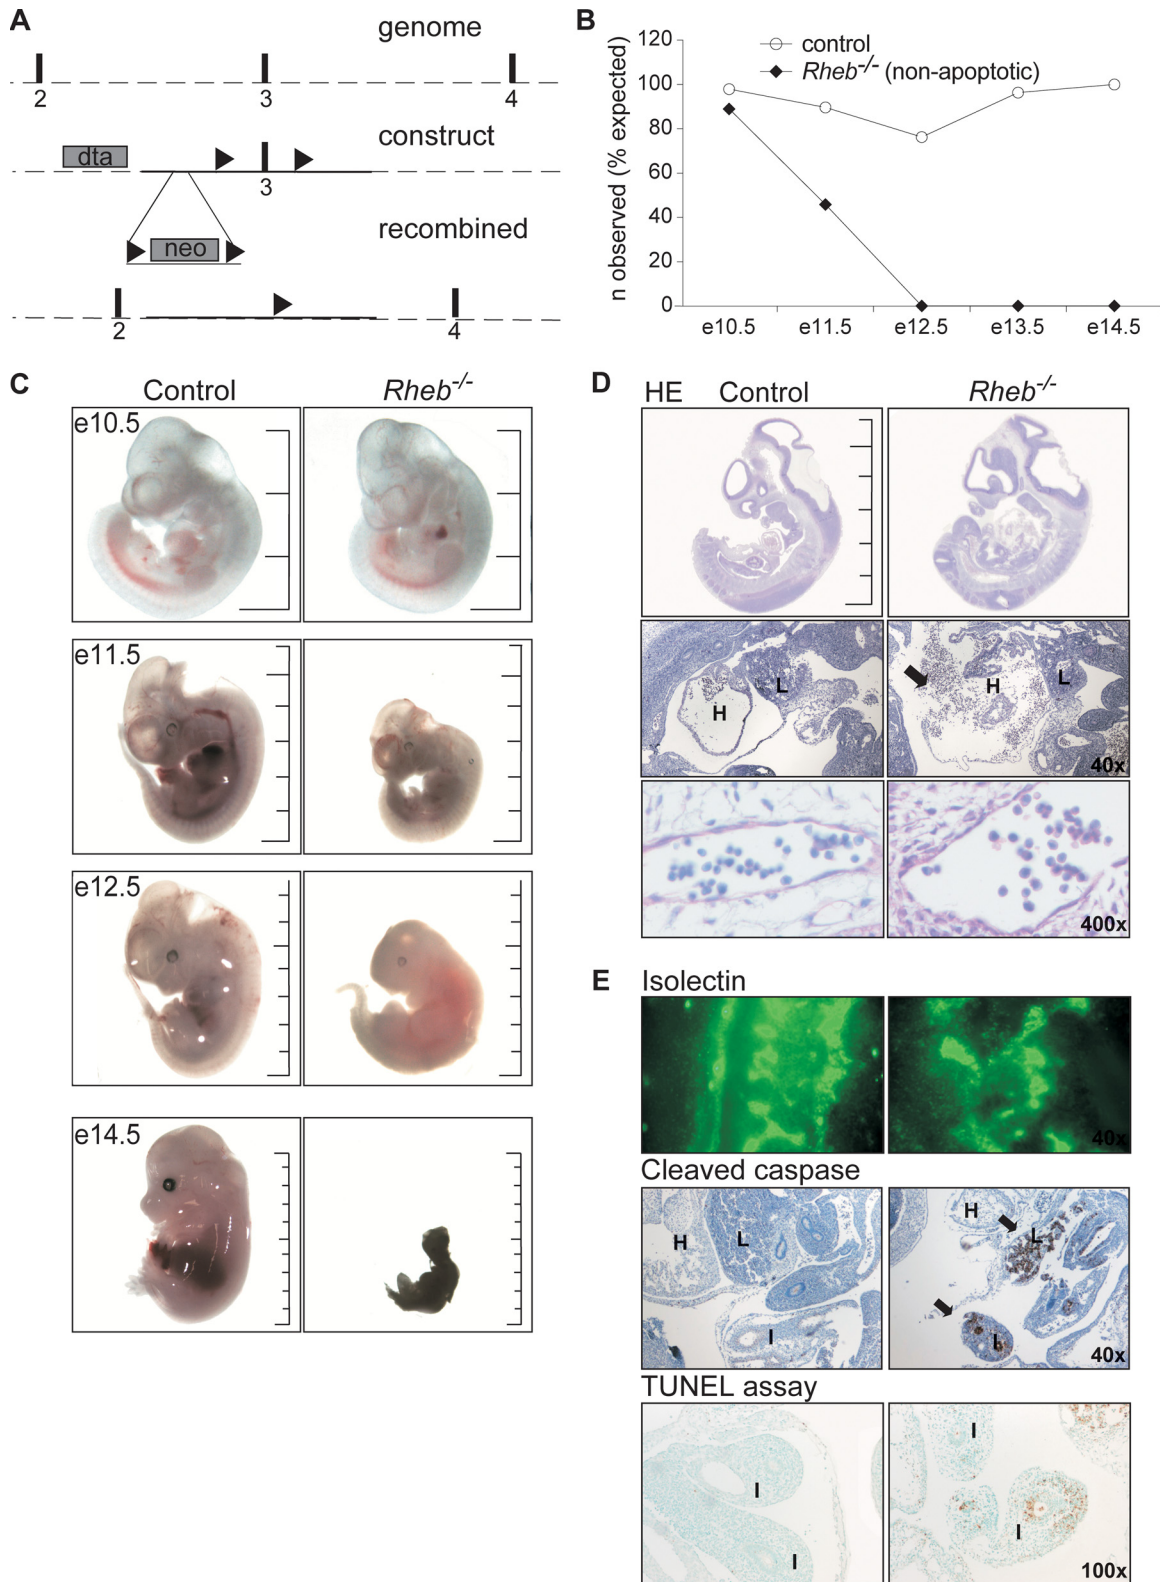 A
genome
2 3 4
construct
dta
3
recombined
neo
2 4
B
n observed (% expected)
120
100
80
60
40
20
0
control
Rheb-/- (non-apoptotic)
e10.5 e11.5 e12.5 e13.5 e14.5
C
Control Rheb-/-
e10.5
e11.5
e12.5
e14.5
D
HE Control Rheb-/-
H L
H L
40x
400x
E
Isolectin
40x
Cleaved caspase
H L I
H L I
40x
TUNEL assay
I I
I I
100x